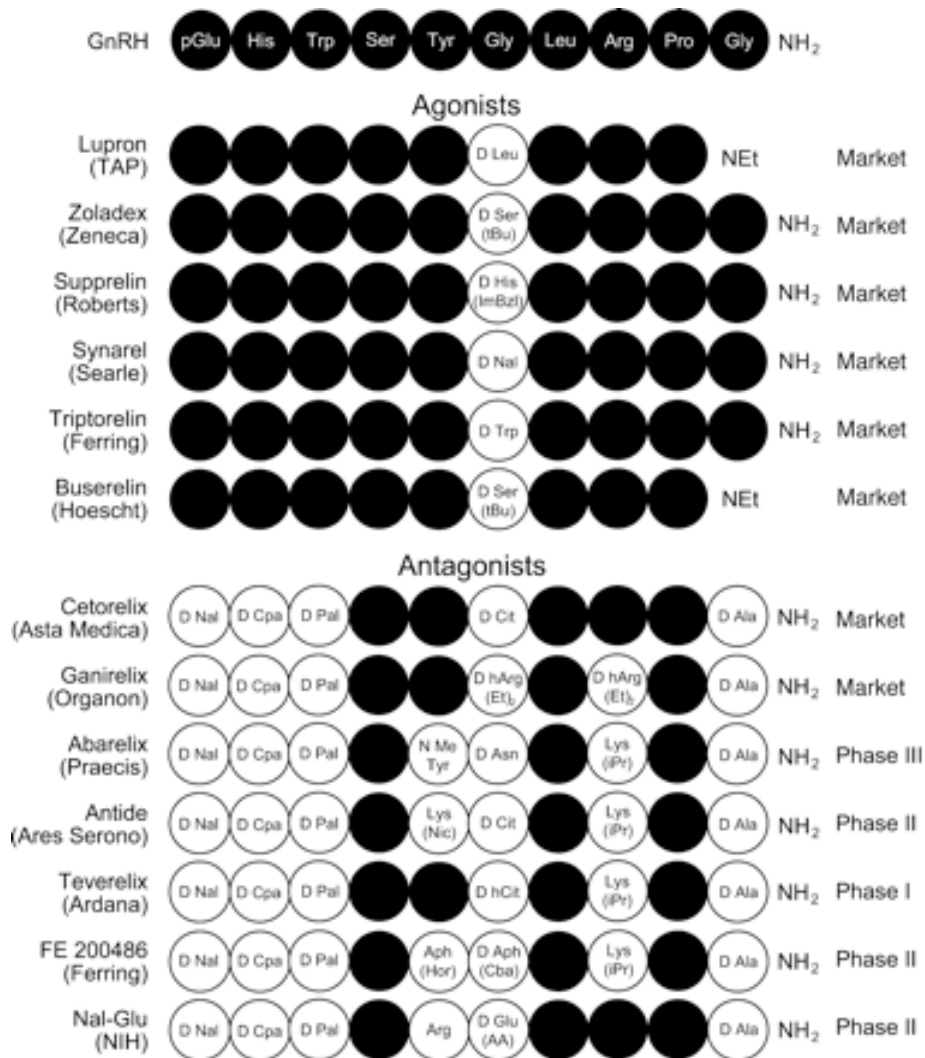 GnRH pGlu His Trp Ser Tyr Gly Leu Arg Pro Gly NH2
Agonists
Lupron
(TAP) D Leu NEt Market
Zoladex
(Zeneca) D Ser
(tBu) NH2 Market
Supprelin
(Roberts) D His
(ImBzl) NH2 Market
Synarel
(Searle) D Nal NH2 Market
Triptorelin
(Ferring) D Trp NH2 Market
Buserelin
(Hoescht) D Ser
(tBu) NEt Market
Antagonists
Cetorelix
(Asta Medica) D Nal D Cpa D Pal D Cit D Ala NH2 Market
Ganirelix
(Organon) D Nal D Cpa D Pal D hArg
(Et)2 D hArg
(Et)2 D Ala NH2 Market
Abarelix
(Praecis) D Nal D Cpa D Pal N Me
Tyr D Asn Lys
(iPr) D Ala NH2 Phase III
Antide
(Ares Serono) D Nal D Cpa D Pal Lys
(Nic) D Cit Lys
(iPr) D Ala NH2 Phase II
Teverelix
(Ardana) D Nal D Cpa D Pal D hCit Lys
(iPr) D Ala NH2 Phase I
FE 200486
(Ferring) D Nal D Cpa D Pal Aph
(Hor) D Aph
(Cba) Lys
(iPr) D Ala NH2 Phase II
Nal-Glu
(NIH) D Nal D Cpa D Pal Arg D Glu
(AA) D Ala NH2 Phase II